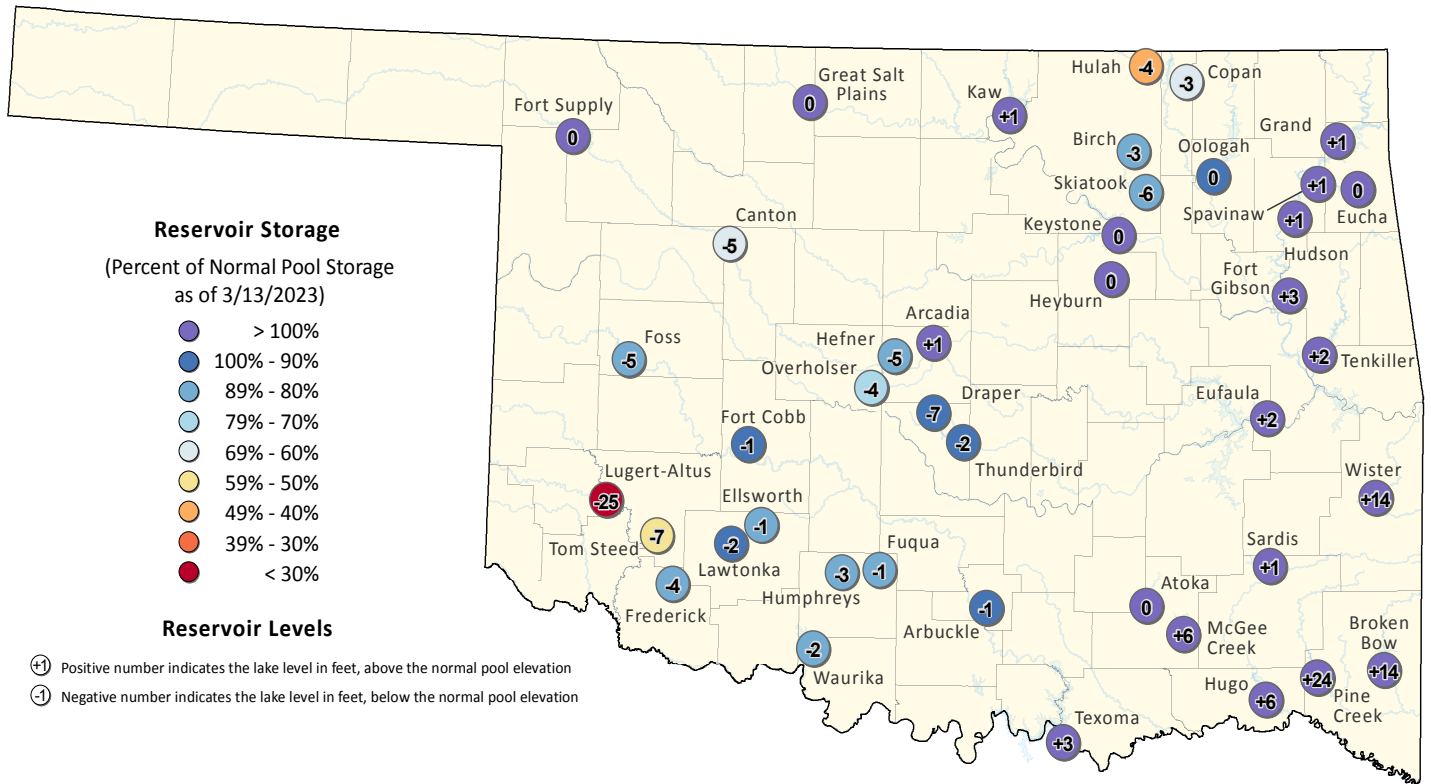 Hulah
-4
Copan
-3
Great Salt
Plains
0
Kaw
+1
Fort Supply
0
Grand
+1
Birch
-3
Oologah
0
Skiatook
-6
Spavinaw
+1
0
Eucha
+1
Hudson
Keystone
0
Canton
-5
Heyburn
0
Fort
Gibson
+3
Arcadia
+1
Hefner
-5
Overholser
-4
Foss
-5
+2
Tenkiller
Draper
-7
Eufaula
+2
Fort Cobb
-1
-2
Thunderbird
Lugert-Altus
-25
Wister
+14
Ellsworth
-1
Tom Steed
-7
-2
Lawtonka
Fuqua
-1
-3
Humphreys
Sardis
+1
-4
Frederick
Atoka
0
-1
Arbuckle
+6
McGee
Creek
Broken
Bow
+14
-2
Waurika
Hugo
+6
+24
Pine
Creek
Texoma
+3
Reservoir Storage
(Percent of Normal Pool Storage
as of 3/13/2023)
> 100%
100% - 90%
89% - 80%
79% - 70%
69% - 60%
59% - 50%
49% - 40%
39% - 30%
< 30%
Reservoir Levels
+1 Positive number indicates the lake level in feet, above the normal pool elevation
-1 Negative number indicates the lake level in feet, below the normal pool elevation